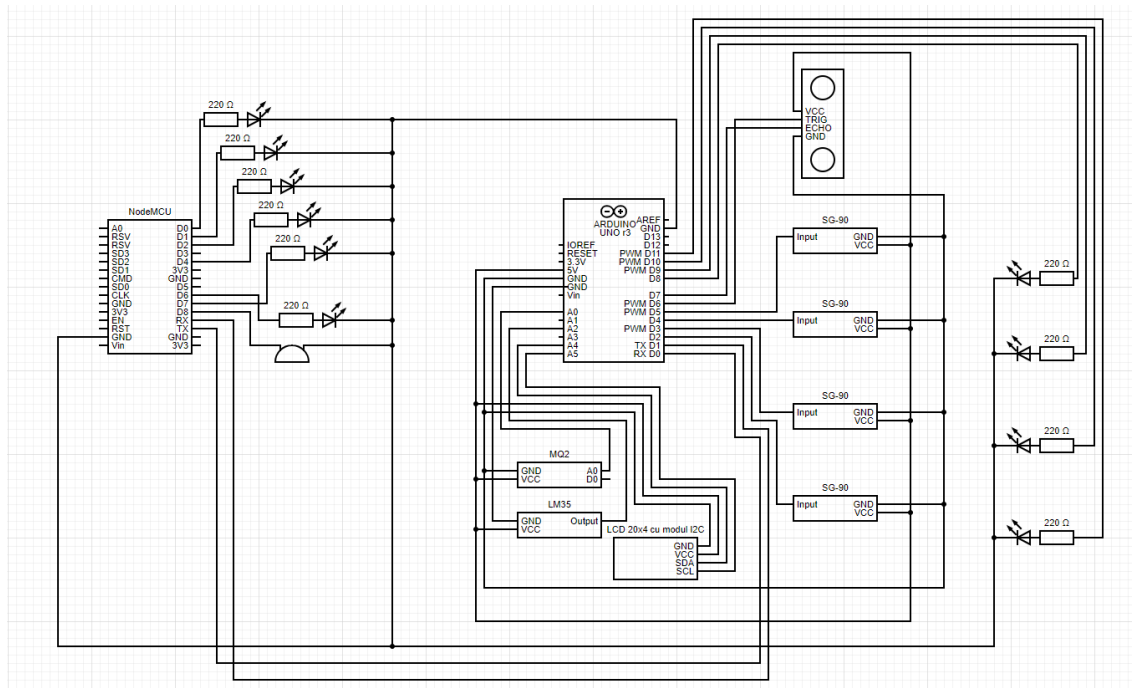 220 Ω
220 Ω
220 Ω
220 Ω
220 Ω
220 Ω
NodeMCU
A0
RSV
RSV
SD3
SD2
SD1
CMD
SD0
CLK
GND
3V3
EN
RST
GND
Vin
D0
D1
D2
D3
D4
3V3
GND
D5
D6
D7
D8
RX
TX
GND
3V3
ARDUINO
UNO r3
IOREF
RESET
3.3V
5V
GND
GND
Vin
A0
A1
A2
A3
A4
A5
AREF
GND
D13
D12
PWM D11
PWM D10
PWM D9
D8
D7
PWM D6
PWM D5
D4
PWM D3
D2
TX D1
RX D0
VCC
TRIG
ECHO
GND
SG-90
Input
GND
VCC
SG-90
Input
GND
VCC
SG-90
Input
GND
VCC
SG-90
Input
GND
VCC
220 Ω
220 Ω
220 Ω
220 Ω
MQ2
GND
VCC
A0
D0
LM35
GND
VCC
Output
LCD 20x4 cu modul I2C
GND
VCC
SDA
SCL